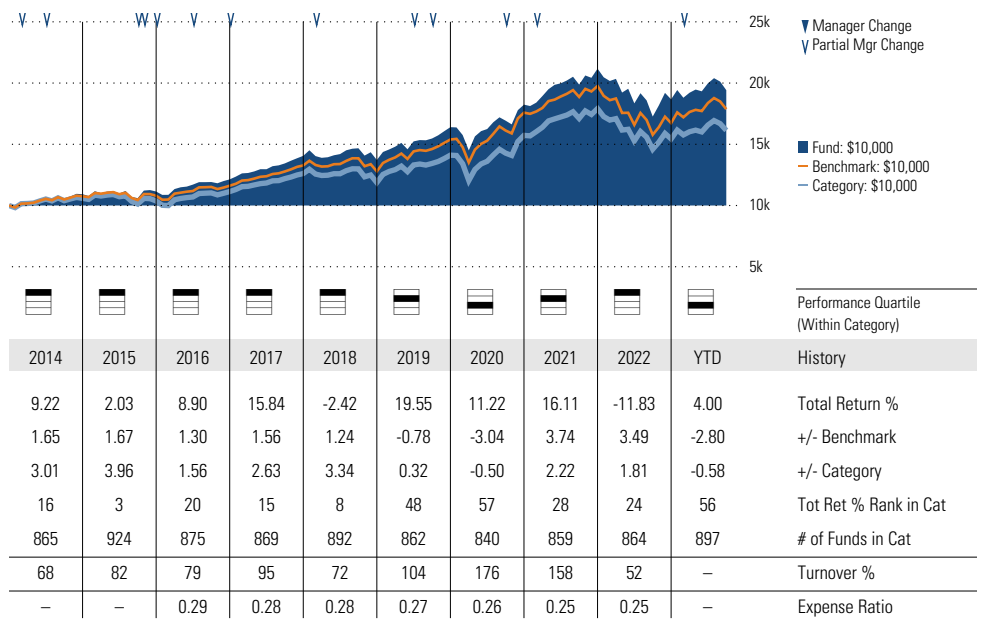 25k
Manager Change
Partial Mgr Change
20k
15k
Fund: $10,000
Benchmark: $10,000
Category: $10,000
10k
5k
Performance Quartile
(Within Category)
2014 2015 2016 2017 2018 2019 2020 2021 2022 YTD History
9.22 2.03 8.90 15.84 -2.42 19.55 11.22 16.11 -11.83 4.00 Total Return %
1.65 1.67 1.30 1.56 1.24 -0.78 -3.04 3.74 3.49 -2.80 +/- Benchmark
3.01 3.96 1.56 2.63 3.34 0.32 -0.50 2.22 1.81 -0.58 +/- Category
16 3 20 15 8 48 57 28 24 56 Tot Ret % Rank in Cat
865 924 875 869 892 862 840 859 864 897 # of Funds in Cat
68 82 79 95 72 104 176 158 52 – Turnover %
– – 0.29 0.28 0.28 0.27 0.26 0.25 0.25 – Expense Ratio